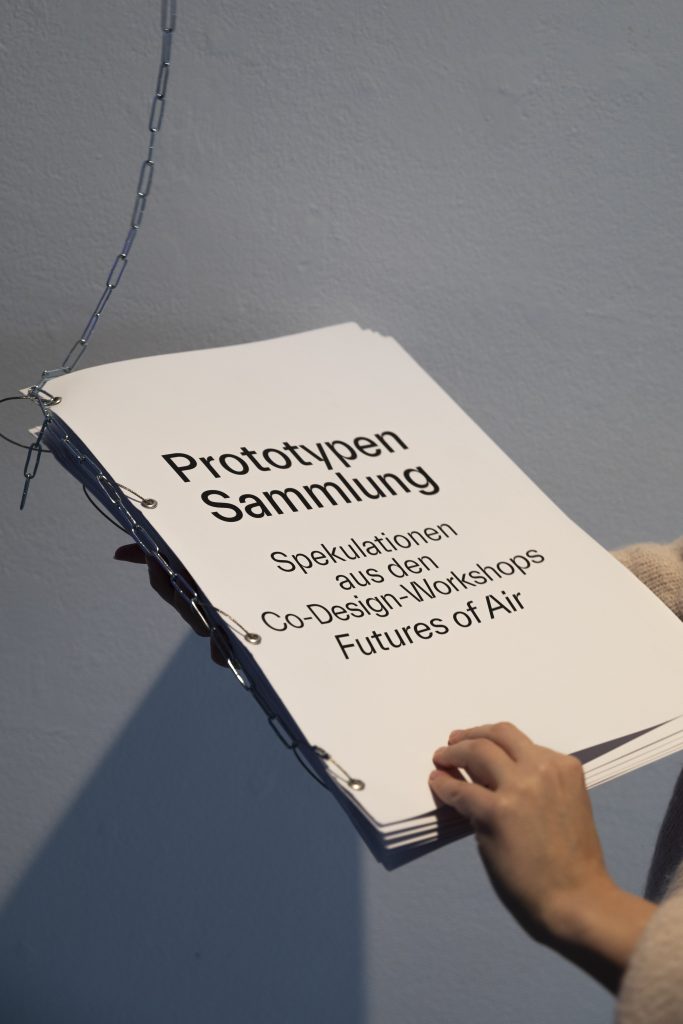 Prototypen
Sammlung
Spekulationen
aus den
Co-Design-Workshops
Futures of Air